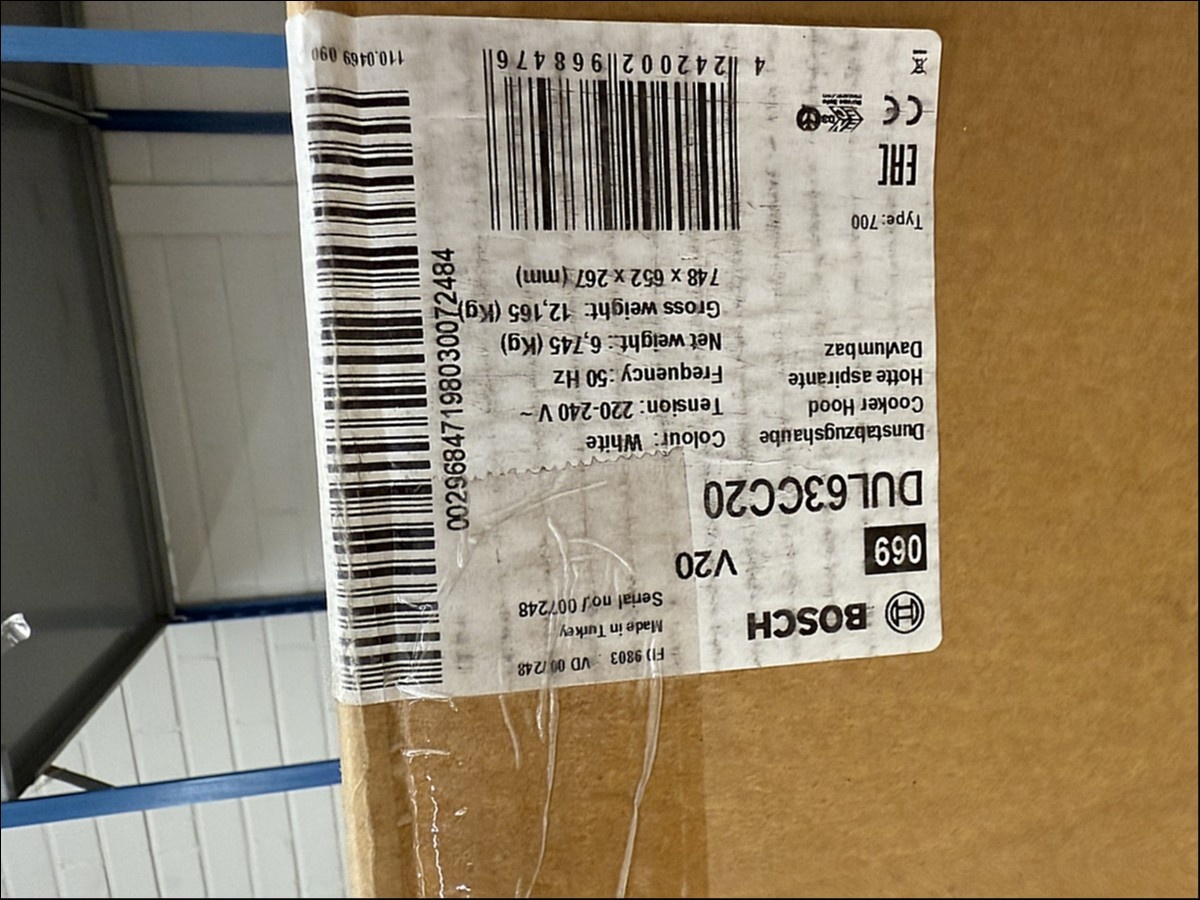 FD 9803 VD 007248
Made in Turkey
Serial no./ 007248
BOSCH
069
V20
DUL63CC20
Dunstabzugshaube
Cooker Hood
Hotte aspirante
Davlumbaz
Colour: White
Tension: 220-240 V ~
Frequency: 50 Hz
Net weight: 6,745 (Kg)
Gross weight: 12,165 (Kg)
748 x 652 x 267 (mm)
Type: 700
EAC
CE
4 242002 968476
00296847198030072484
110.0469 090